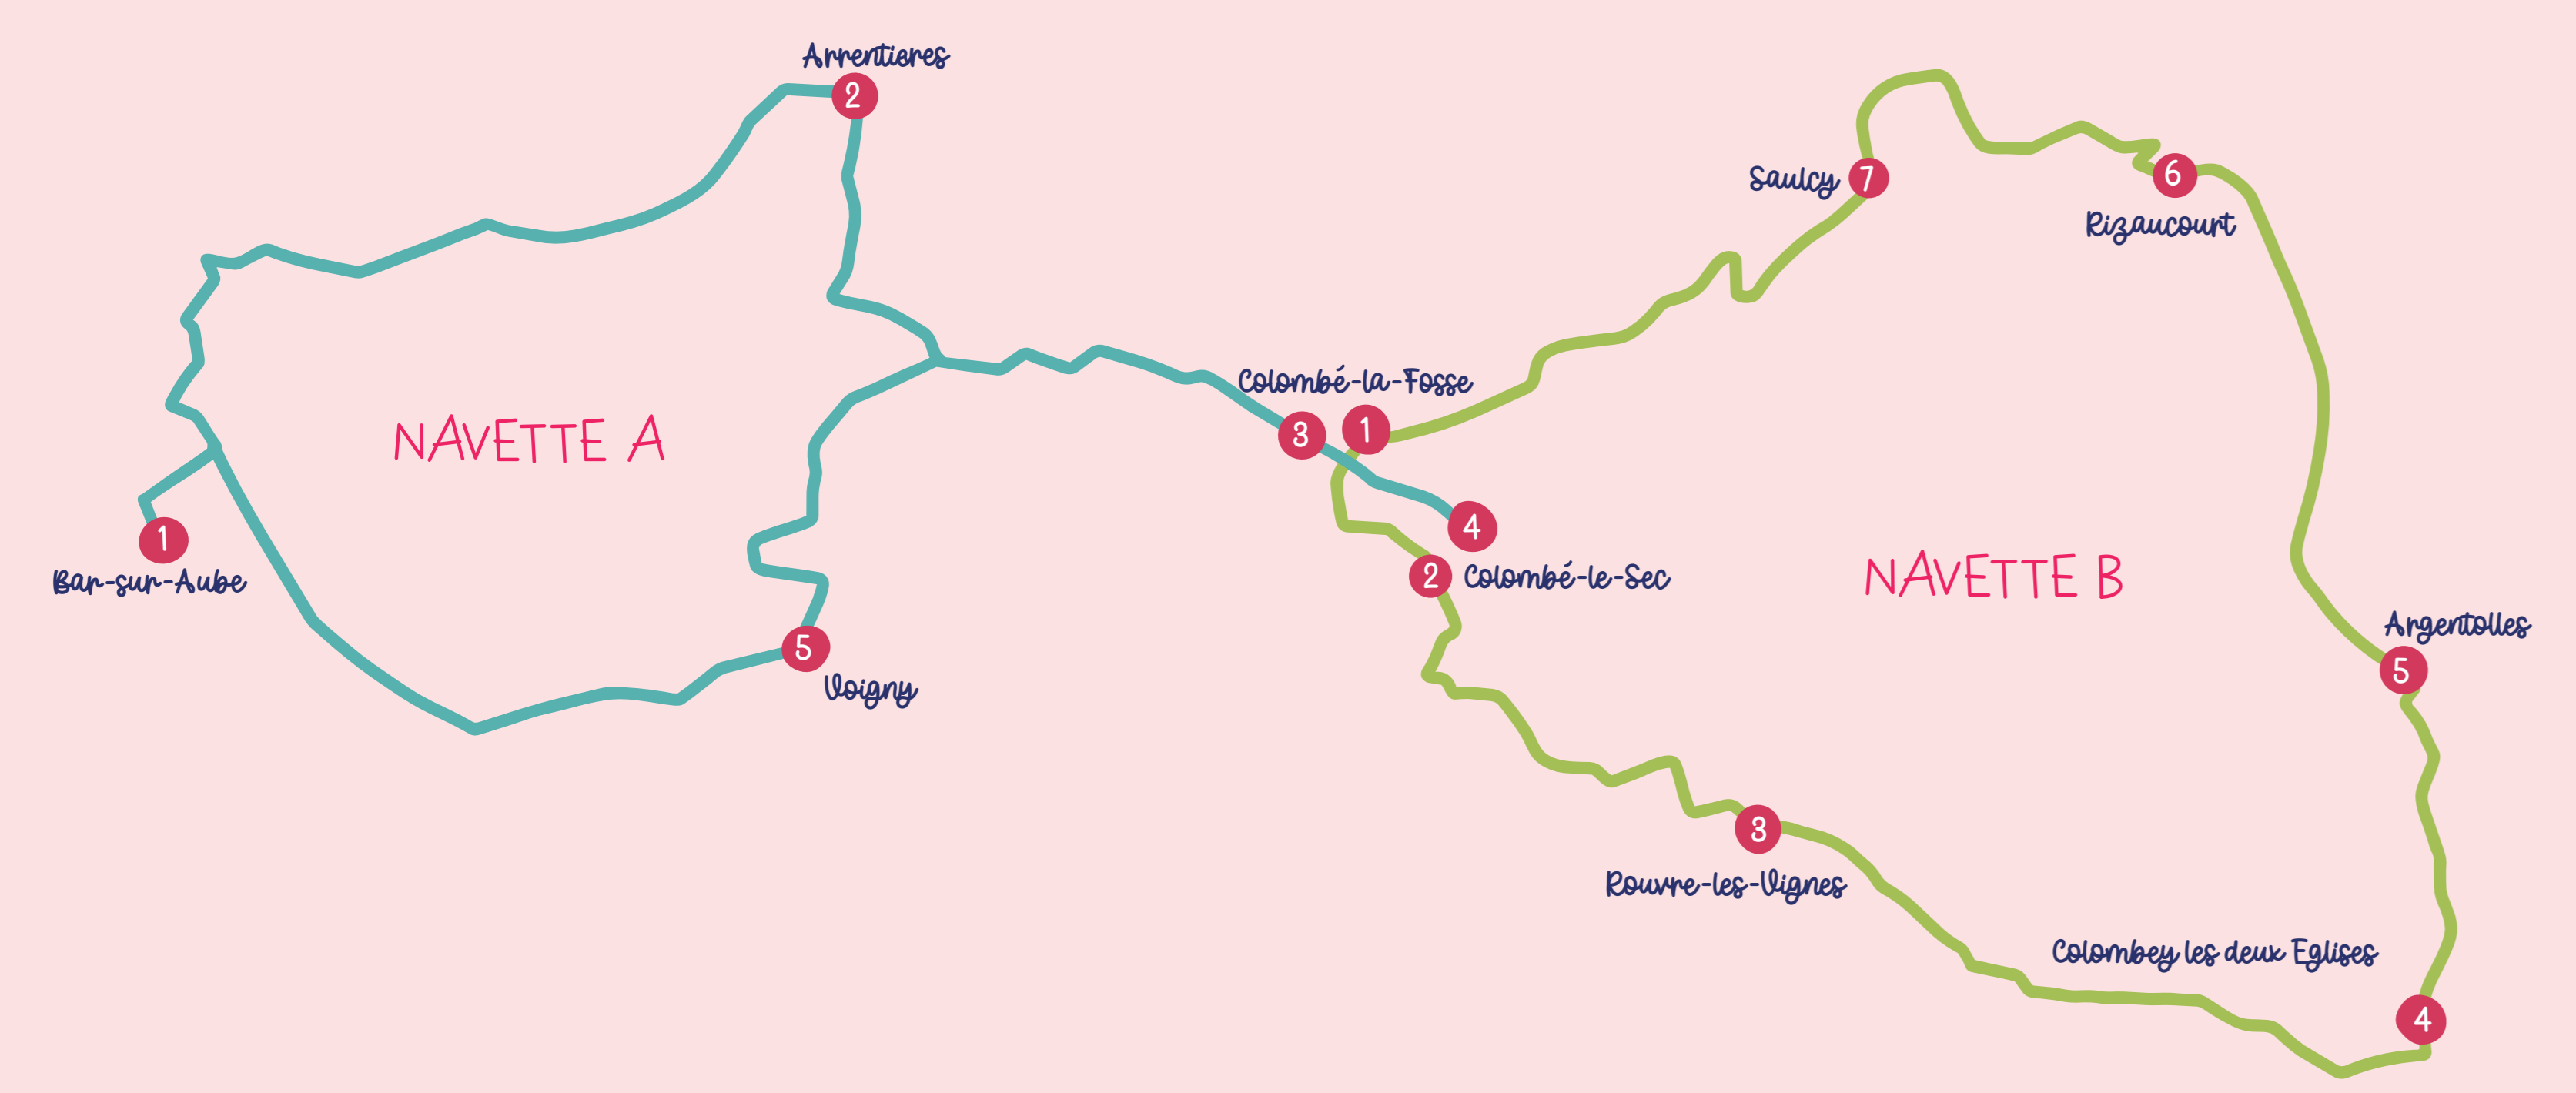 Arrentieres
2
Saulcy
7
6
Rizaucourt
Colombé-la-Fosse
NAVETTE A
3
1
1
Bar-sur-Aube
4
2
Colombé-le-Sec
NAVETTE B
5
Voigny
Argentolles
5
3
Rouvre-les-Vignes
Colombey les deux Eglises
4